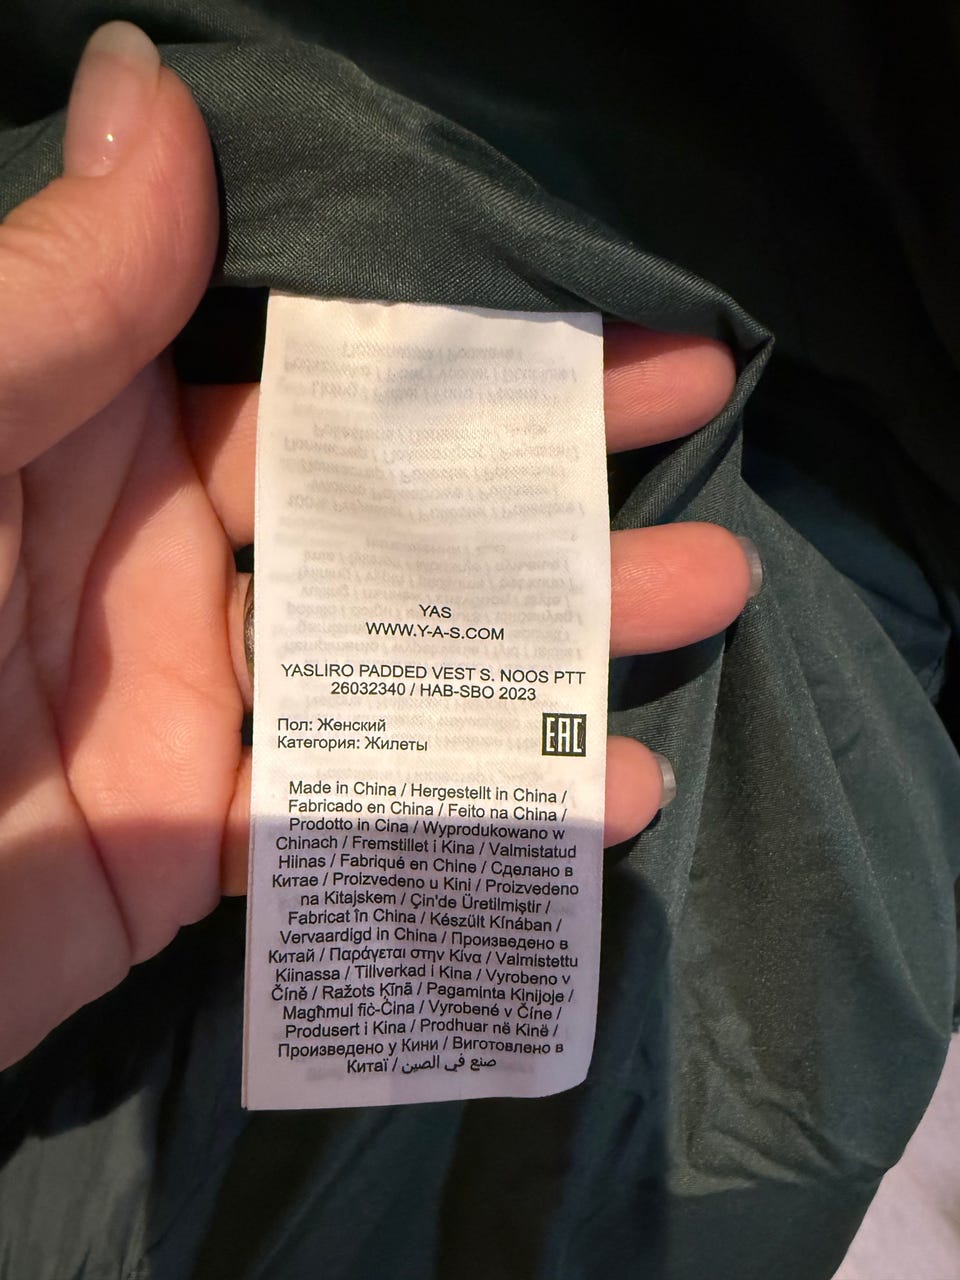 YAS
WWW.Y-A-S.COM
YASLIRO PADDED VEST S. NOOS PTT
26032340 / HAB-SBO 2023
Пол: Женский
Категория: Жилеты
EAC
Made in China / Hergestellt in China /
Fabricado en China / Feito na China /
Prodotto in Cina / Wyprodukowano w
Chinach / Fremstillet i Kina / Valmistatud
Hiinas / Fabriqué en Chine / Сделано в
Китае / Proizvedeno u Kini / Proizvedeno
na Kitajskem / Çin'de Üretilmiştir /
Fabricat în China / Készült Kínában /
Vervaardigd in China / Произведено в
Китай / Παράγεται στην Κίνα / Valmistettu
Kiinassa / Tillverkad i Kina / Vyrobeno v
Číně / Ražots Ķīnā / Pagaminta Kinijoje /
Magħmul fiċ-Ċina / Vyrobené v Číne /
Produsert i Kina / Prodhuar në Kinë /
Произведено у Кини / Виготовлено в
Китаї / صنع في الصين